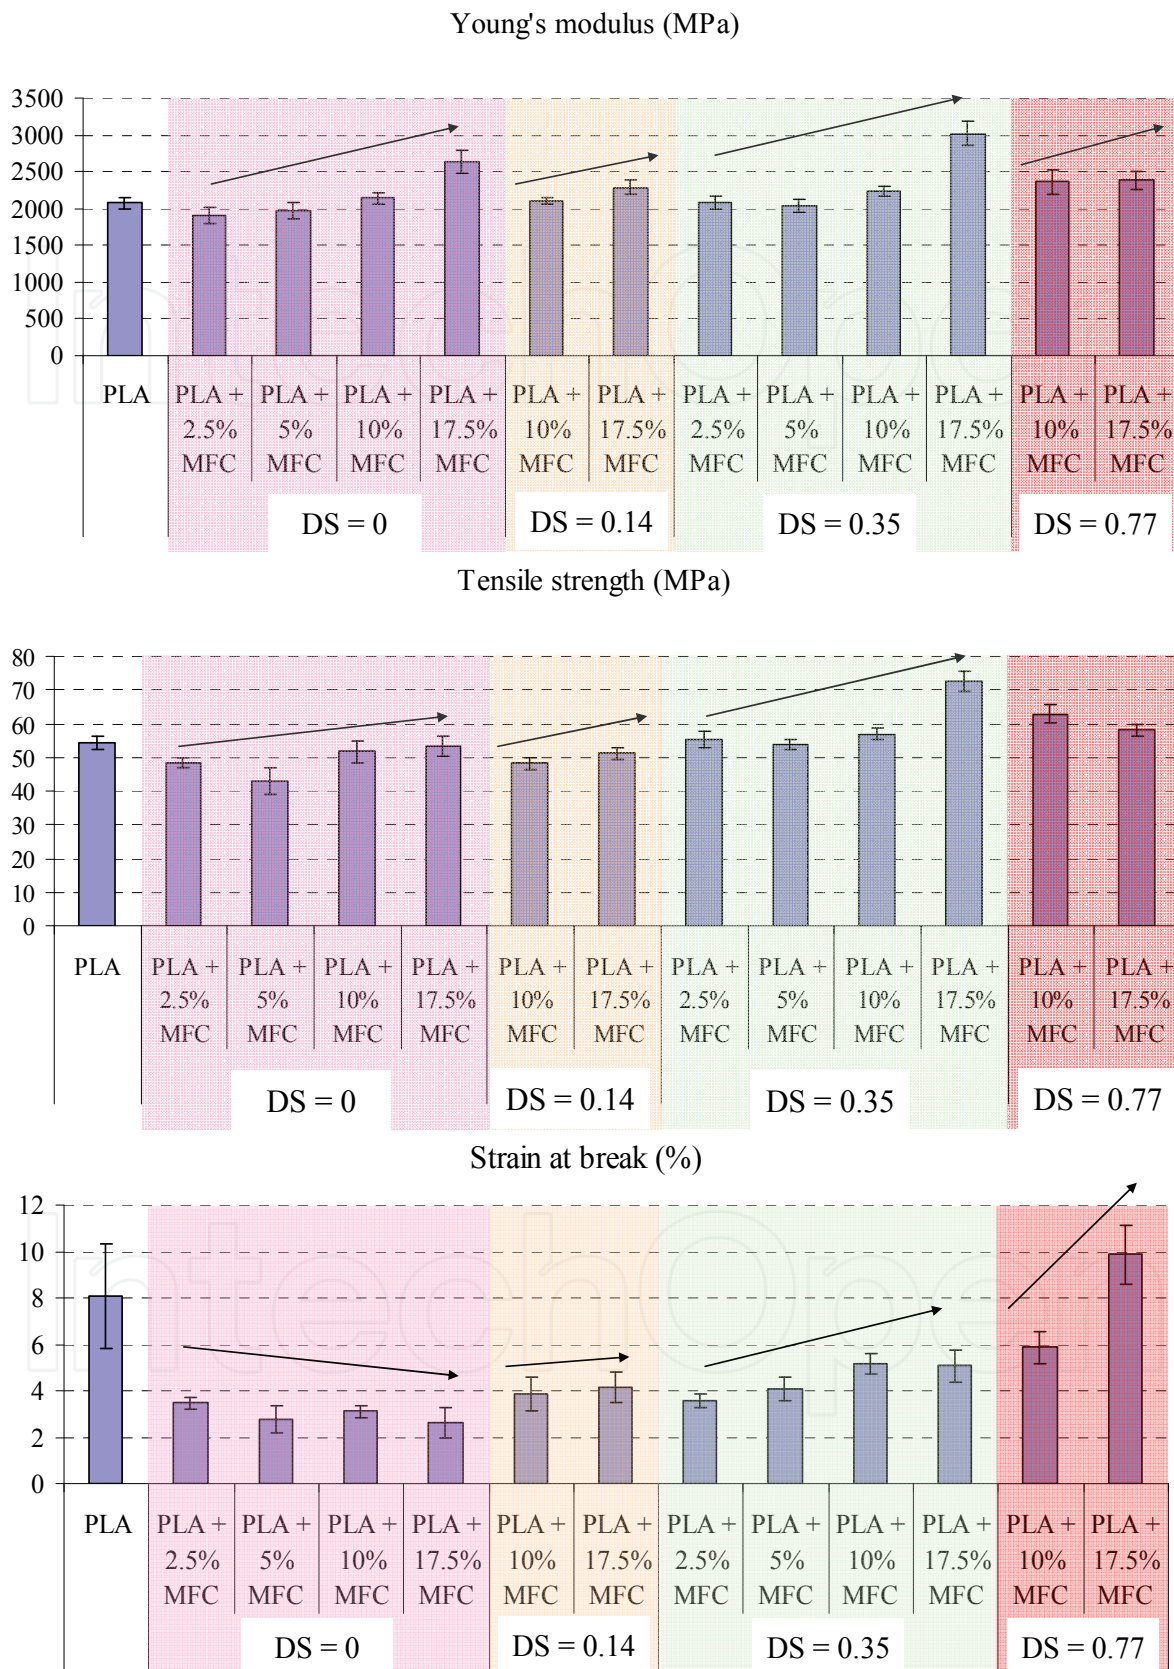 Young's modulus (MPa)
3500
3000
2500
2000
1500
1000
500
0
PLA
PLA + 2.5% MFC
PLA + 5% MFC
PLA + 10% MFC
PLA + 17.5% MFC
PLA + 10% MFC
PLA + 17.5% MFC
PLA + 2.5% MFC
PLA + 5% MFC
PLA + 10% MFC
PLA + 17.5% MFC
PLA + 10% MFC
PLA + 17.5% MFC
DS = 0
DS = 0.14
DS = 0.35
DS = 0.77
Tensile strength (MPa)
80
70
60
50
40
30
20
10
0
PLA
PLA + 2.5% MFC
PLA + 5% MFC
PLA + 10% MFC
PLA + 17.5% MFC
PLA + 10% MFC
PLA + 17.5% MFC
PLA + 2.5% MFC
PLA + 5% MFC
PLA + 10% MFC
PLA + 17.5% MFC
PLA + 10% MFC
PLA + 17.5% MFC
DS = 0
DS = 0.14
DS = 0.35
DS = 0.77
Strain at break (%)
12
10
8
6
4
2
0
PLA
PLA + 2.5% MFC
PLA + 5% MFC
PLA + 10% MFC
PLA + 17.5% MFC
PLA + 10% MFC
PLA + 17.5% MFC
PLA + 2.5% MFC
PLA + 5% MFC
PLA + 10% MFC
PLA + 17.5% MFC
PLA + 10% MFC
PLA + 17.5% MFC
DS = 0
DS = 0.14
DS = 0.35
DS = 0.77
IntechOpen
IntechOpen